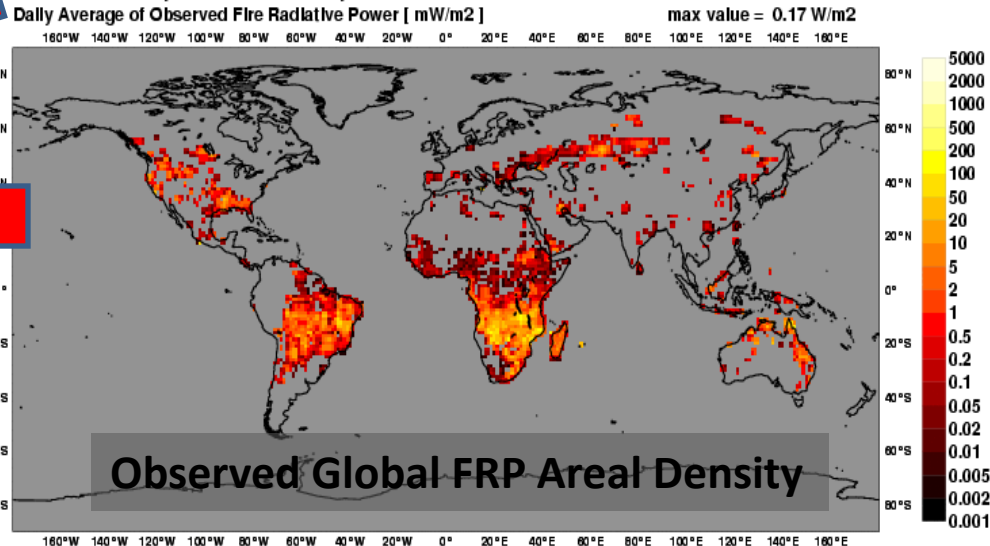 Daily Average of Observed Fire Radiative Power [ mW/m2 ] max value = 0.17 W/m2
160°W 140°W 120°W 100°W 80°W 60°W 40°W 20°W 0° 20°E 40°E 60°E 80°E 100°E 120°E 140°E 160°E
N 80°N 5000
2000
1000
N 60°N 500
200
100
N 40°N 50
20
20°N 10
5
° 0° 2
1
S 20°S 0.5
0.2
0.1
S 40°S 0.05
0.02
S 60°S 0.01
Observed Global FRP Areal Density
0.005
S 80°S 0.002
0.001
160°W 140°W 120°W 100°W 80°W 60°W 40°W 20°W 0° 20°E 40°E 60°E 80°E 100°E 120°E 140°E 160°E